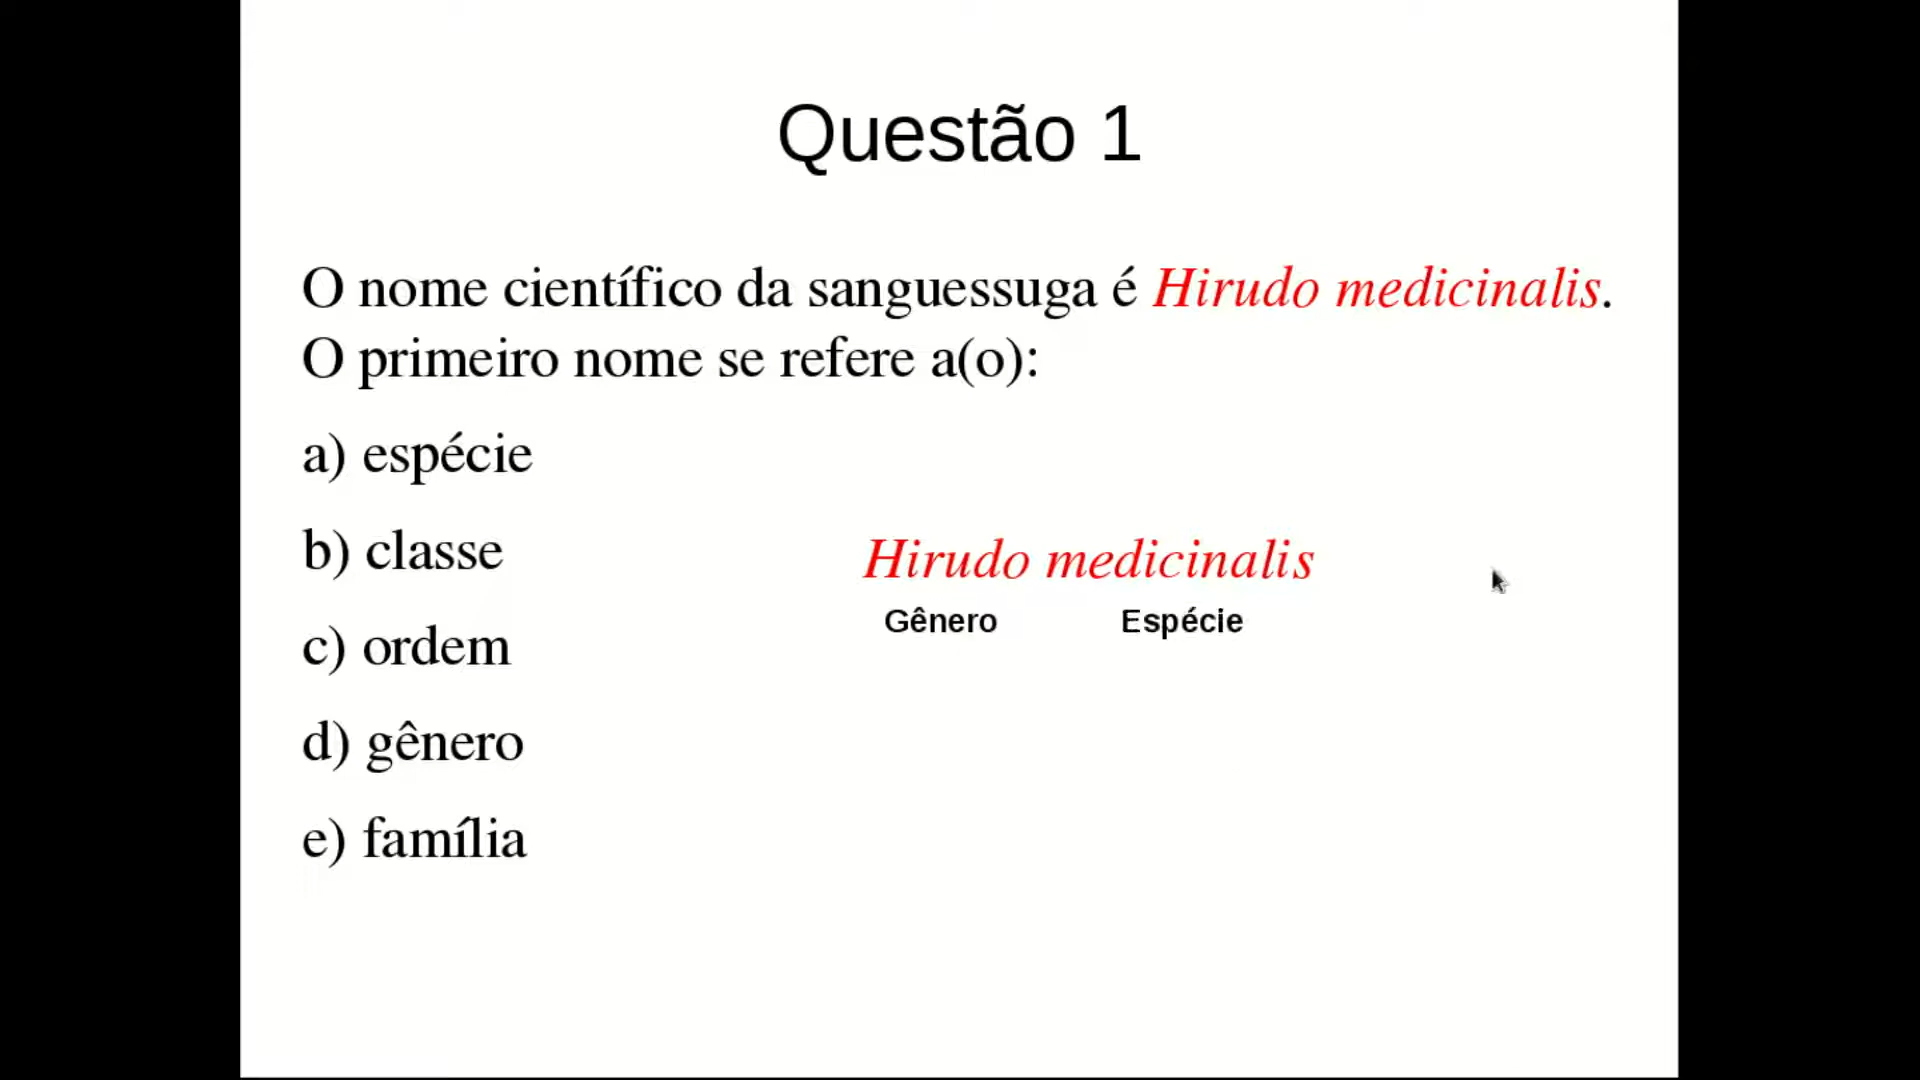 Questão 1
O nome científico da sanguessuga é Hirudo medicinalis.
O primeiro nome se refere a(o):
a) espécie
b) classe
c) ordem
d) gênero
e) família
Hirudo medicinalis
Gênero Espécie